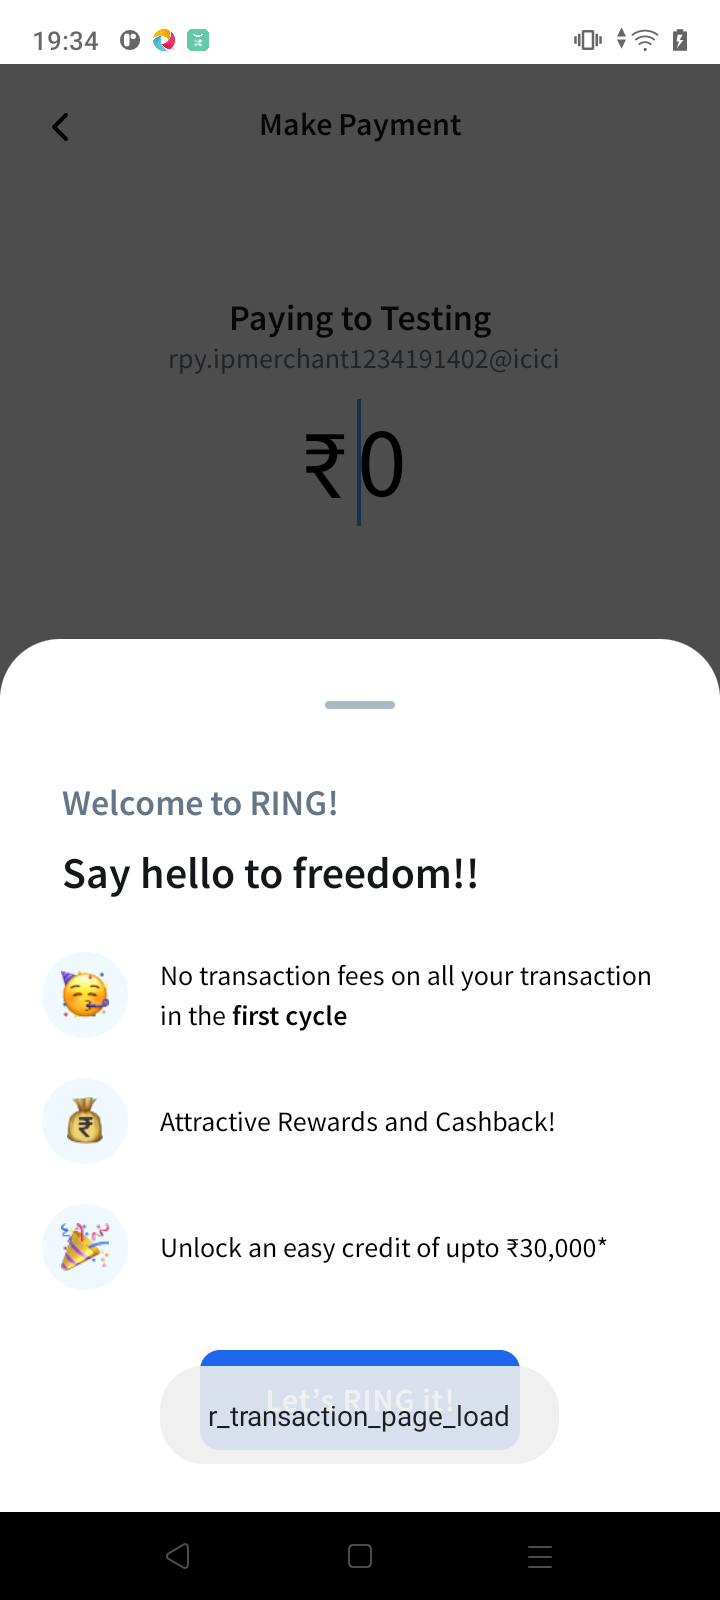 19:34
Make Payment
Paying to Testing
rpy.ipmerchant1234191402@icici
₹0
Welcome to RING!
Say hello to freedom!!
No transaction fees on all your transaction
in the first cycle
Attractive Rewards and Cashback!
Unlock an easy credit of upto ₹30,000*
Let's RING it!
r_transaction_page_load